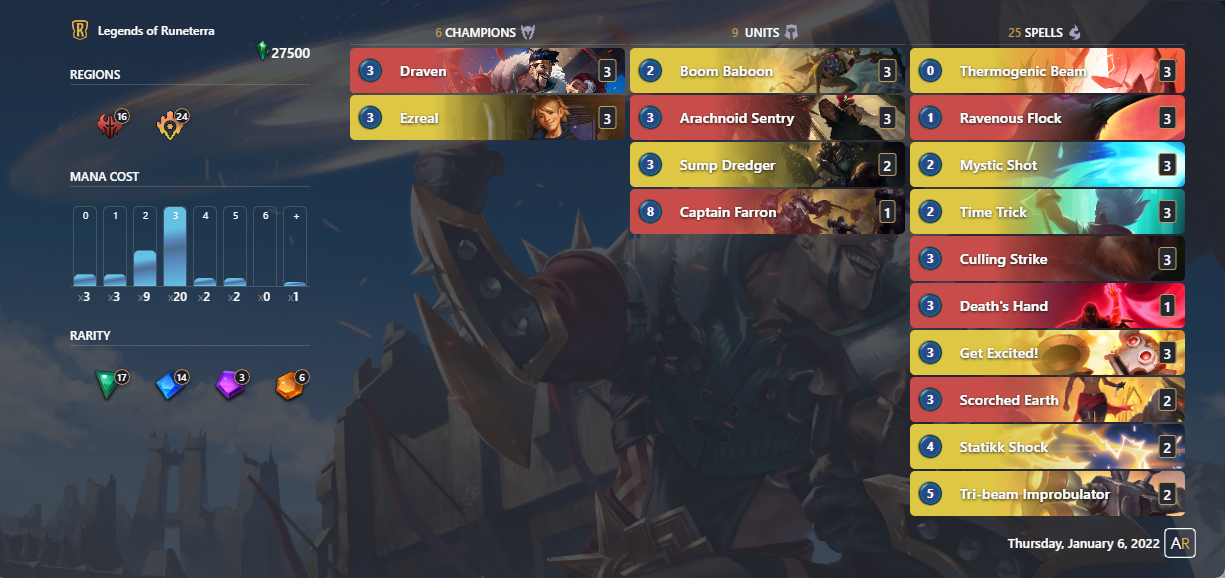 Legends of Runeterra
27500
REGIONS
16
24
MANA COST
0 1 2 3 4 5 6 +
x3 x3 x9 x20 x2 x2 x0 x1
RARITY
17
14
3
6
6 CHAMPIONS
3 Draven 3
3 Ezreal 3
9 UNITS
2 Boom Baboon 3
3 Arachnoid Sentry 3
3 Sump Dredger 2
8 Captain Farron 1
25 SPELLS
0 Thermogenic Beam 3
1 Ravenous Flock 3
2 Mystic Shot 3
2 Time Trick 3
3 Culling Strike 3
3 Death's Hand 1
3 Get Excited! 3
3 Scorched Earth 2
4 Statikk Shock 2
5 Tri-beam Improbulator 2
Thursday, January 6, 2022 AR